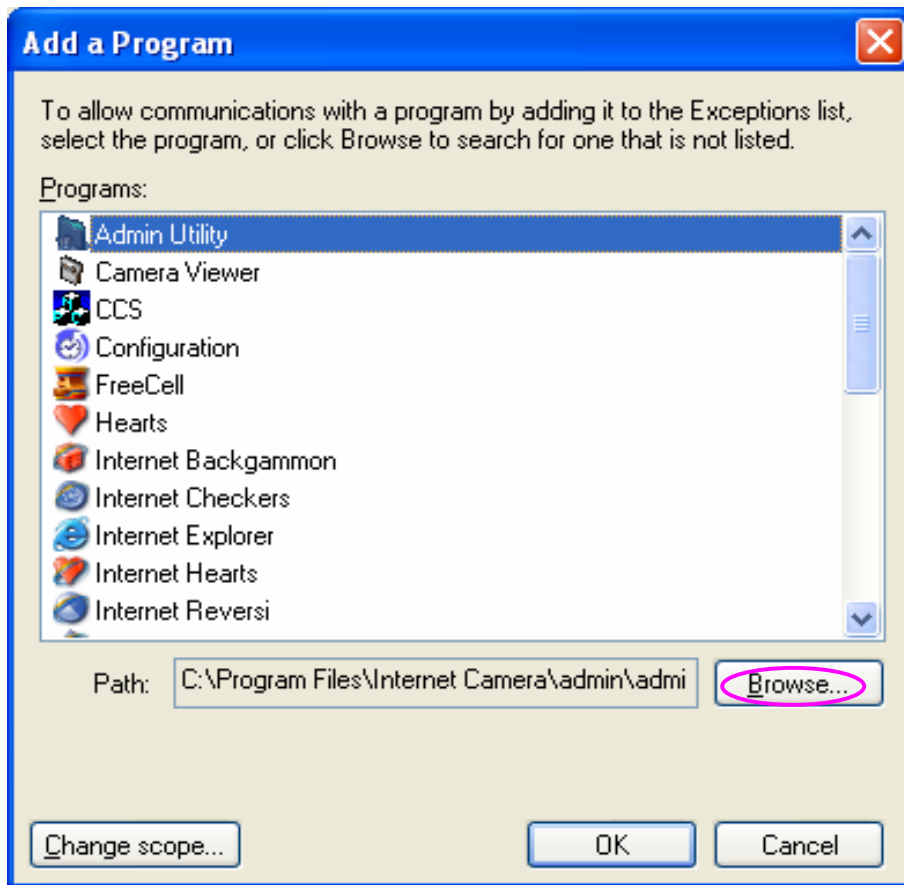 Add a Program
To allow communications with a program by adding it to the Exceptions list,
select the program, or click Browse to search for one that is not listed.
Programs:
Admin Utility
Camera Viewer
CCS
Configuration
FreeCell
Hearts
Internet Backgammon
Internet Checkers
Internet Explorer
Internet Hearts
Internet Reversi
Path: C:\Program Files\Internet Camera\admin\admi Browse...
Change scope... OK Cancel